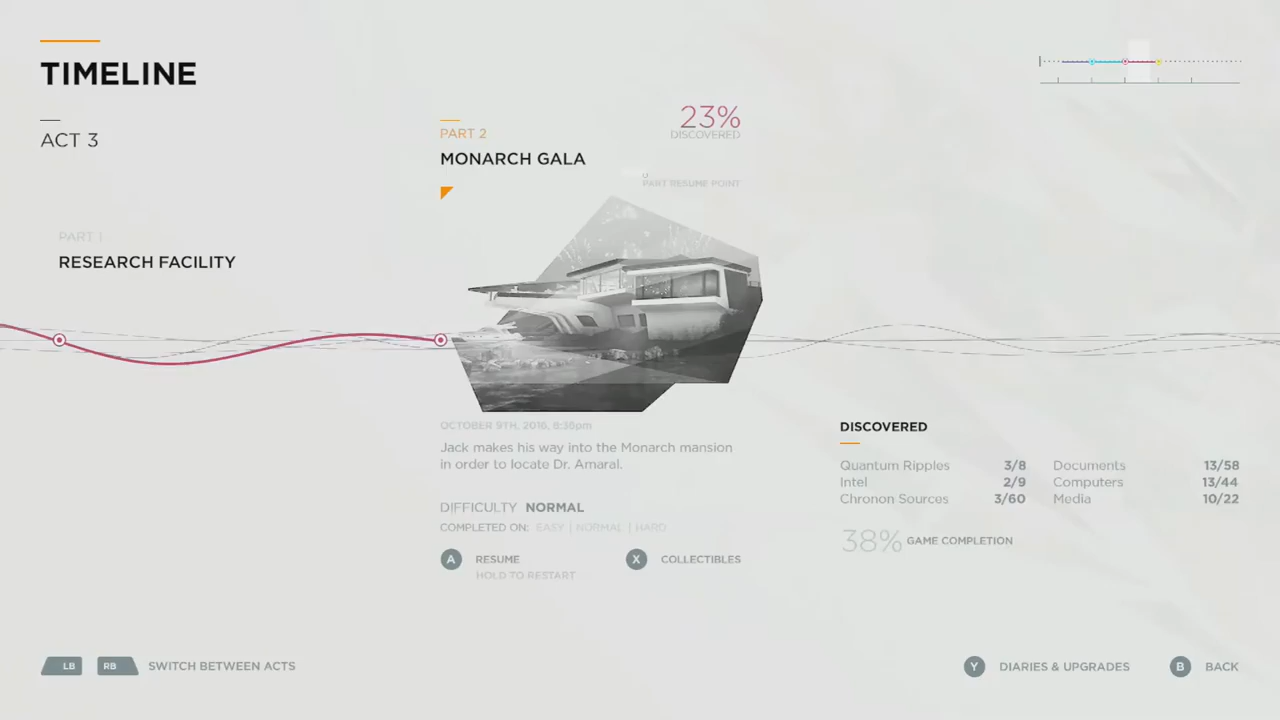 TIMELINE
ACT 3
PART 1
RESEARCH FACILITY
PART 2
MONARCH GALA
23%
DISCOVERED
PART RESUME POINT
OCTOBER 9TH, 2016, 8:36pm
Jack makes his way into the Monarch mansion
in order to locate Dr. Amaral.
DIFFICULTY NORMAL
COMPLETED ON: EASY | NORMAL | HARD
A RESUME
HOLD TO RESTART
X COLLECTIBLES
DISCOVERED
Quantum Ripples 3/8
Intel 2/9
Chronon Sources 3/60
Documents 13/58
Computers 13/44
Media 10/22
38% GAME COMPLETION
LB RB SWITCH BETWEEN ACTS
Y DIARIES & UPGRADES
B BACK